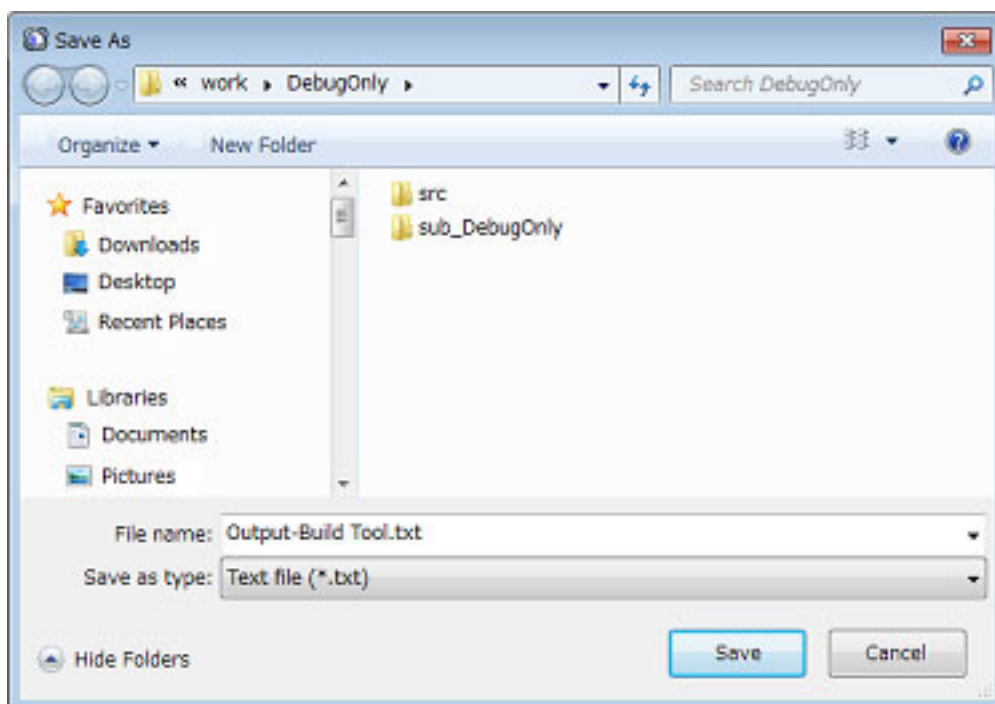 Save As
« work ▸ DebugOnly ▸
Search DebugOnly
Organize ▾ New Folder
Favorites
Downloads
Desktop
Recent Places
Libraries
Documents
Pictures
src
sub_DebugOnly
File name: Output-Build Tool.txt
Save as type: Text file (*.txt)
Hide Folders
Save
Cancel